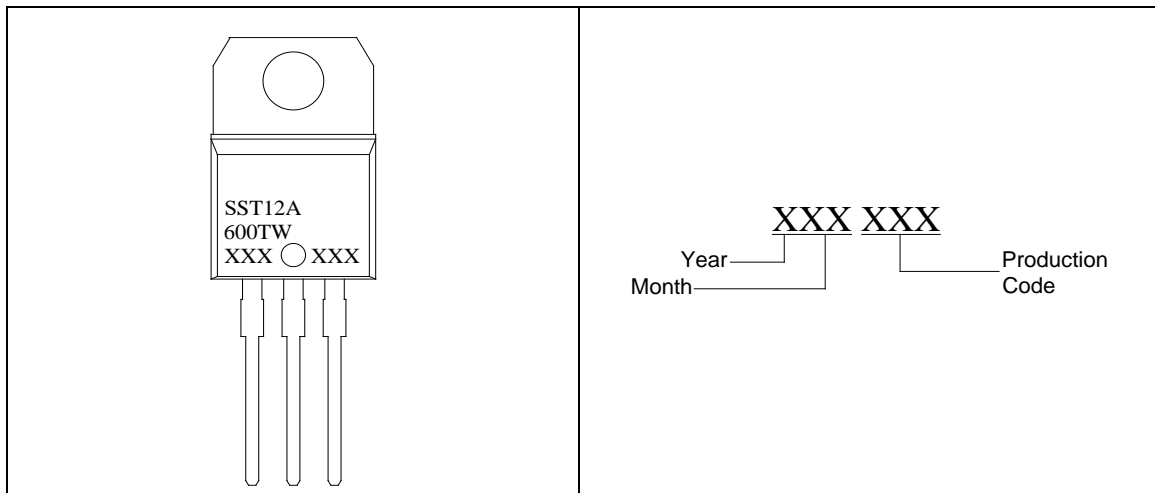 SST12A
600TW
XXX XXX
XXX XXX
Year
Month
Production
Code